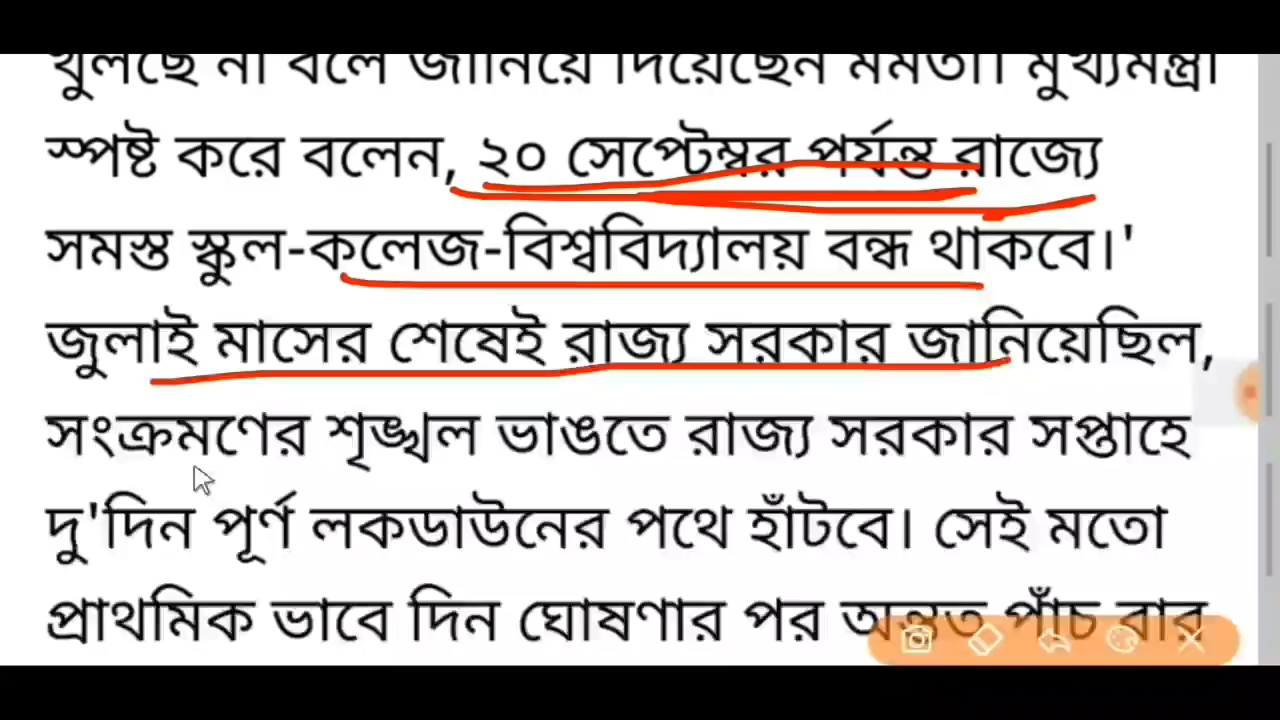 খুলছে না বলে জানিয়ে দিয়েছেন মমতা। মুখ্যমন্ত্রী
স্পষ্ট করে বলেন, ২০ সেপ্টেম্বর পর্যন্ত রাজ্যে
সমস্ত স্কুল-কলেজ-বিশ্ববিদ্যালয় বন্ধ থাকবে।'
জুলাই মাসের শেষেই রাজ্য সরকার জানিয়েছিল,
সংক্রমণের শৃঙ্খল ভাঙতে রাজ্য সরকার সপ্তাহে
দু'দিন পূর্ণ লকডাউনের পথে হাঁটবে। সেই মতো
প্রাথমিক ভাবে দিন ঘোষণার পর অন্তত পাঁচ বার